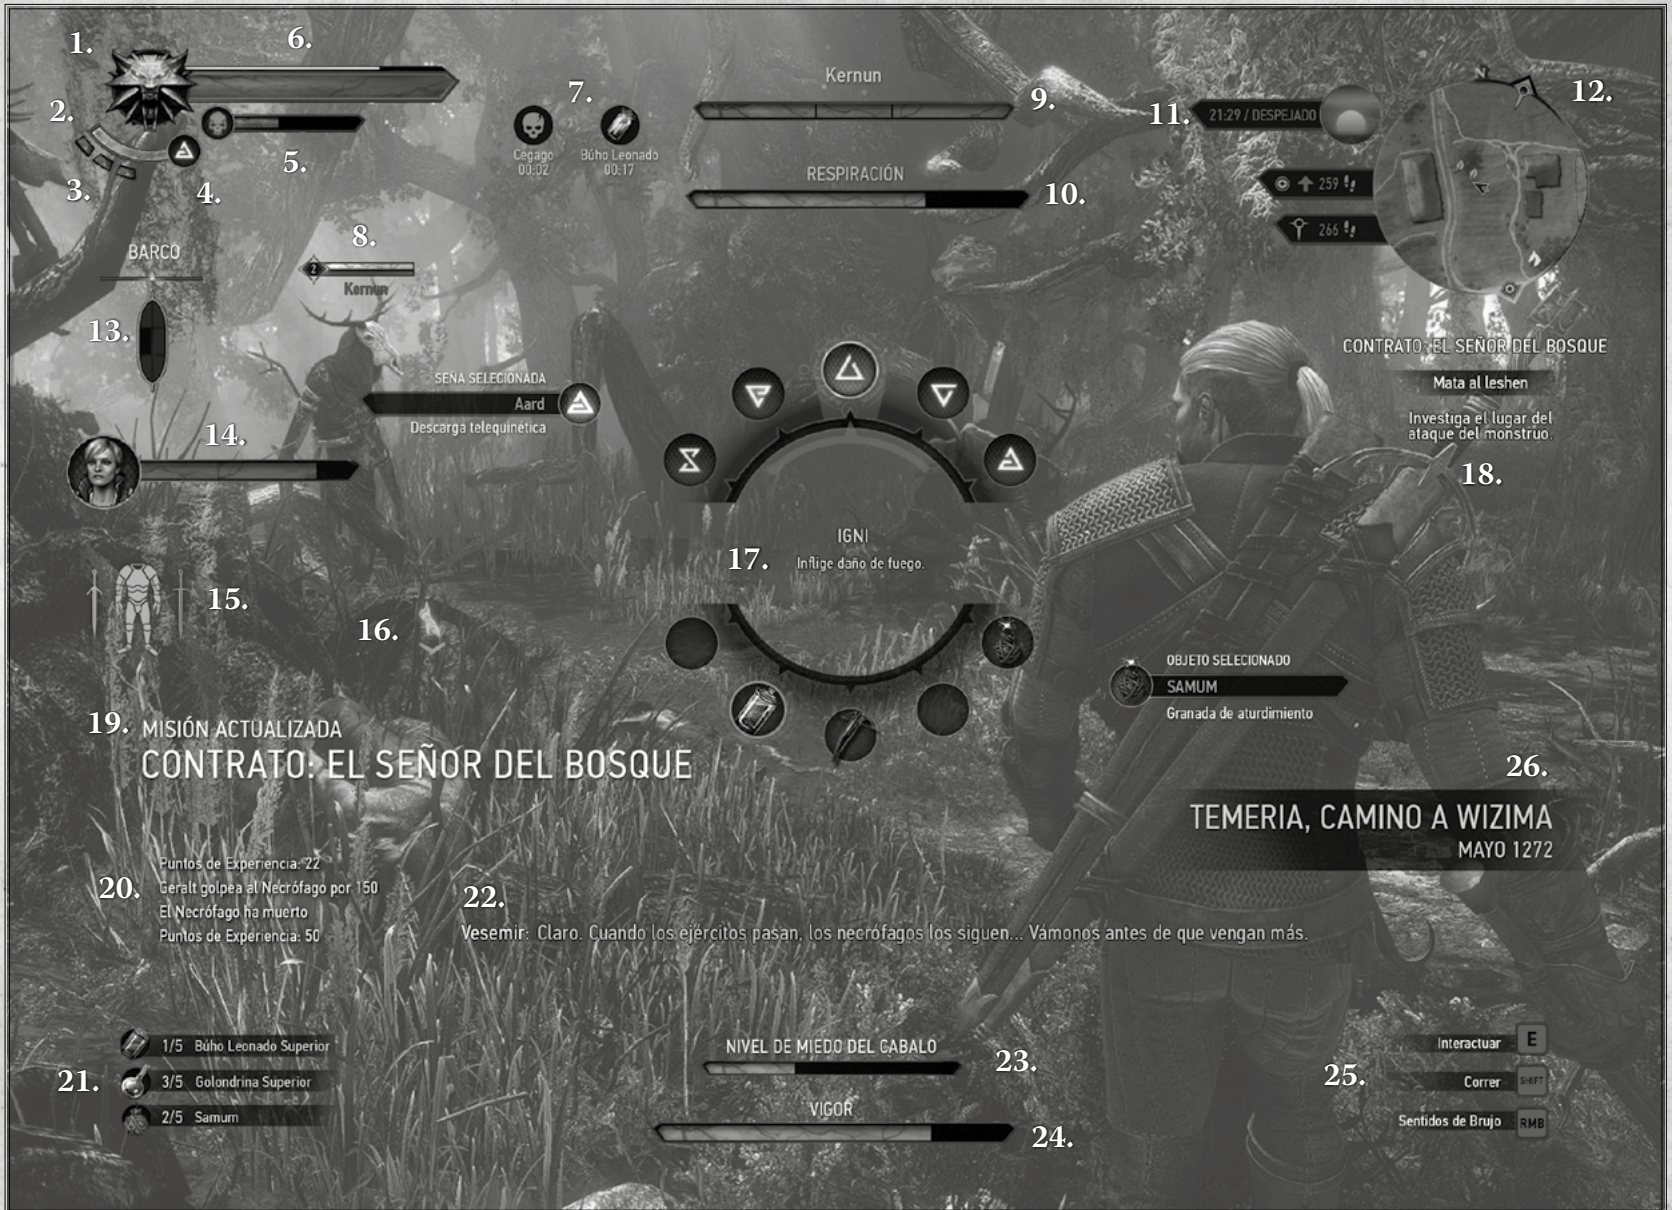 1.
6.
2.
7.
Kernun
9.
11.
21:29 / DESPEJADO
N
12.
Cegago
00:02
Búho Leonado
00:17
3.
4.
5.
RESPIRACIÓN
10.
259
266
8.
BARCO
2
Kernun
13.
SEÑA SELECIONADA
Aard
Descarga telequinética
CONTRATO: EL SEÑOR DEL BOSQUE
Mata al leshen
Investiga el lugar del
ataque del monstruo.
18.
14.
17.
IGNI
Inflige daño de fuego.
15.
16.
OBJETO SELECIONADO
SAMUM
Granada de aturdimiento
19.
MISIÓN ACTUALIZADA
CONTRATO: EL SEÑOR DEL BOSQUE
26.
TEMERIA, CAMINO A WIZIMA
MAYO 1272
20.
Puntos de Experiencia: 22
Geralt golpea al Necrófago por 150
El Necrófago ha muerto
Puntos de Experiencia: 50
22.
Vesemir: Claro. Cuando los ejércitos pasan, los necrófagos los siguen... Vámonos antes de que vengan más.
21.
1/5 Búho Leonado Superior
3/5 Golondrina Superior
2/5 Samum
NIVEL DE MIEDO DEL CABALO
23.
VIGOR
24.
25.
Interactuar E
Correr SHIFT
Sentidos de Brujo RMB